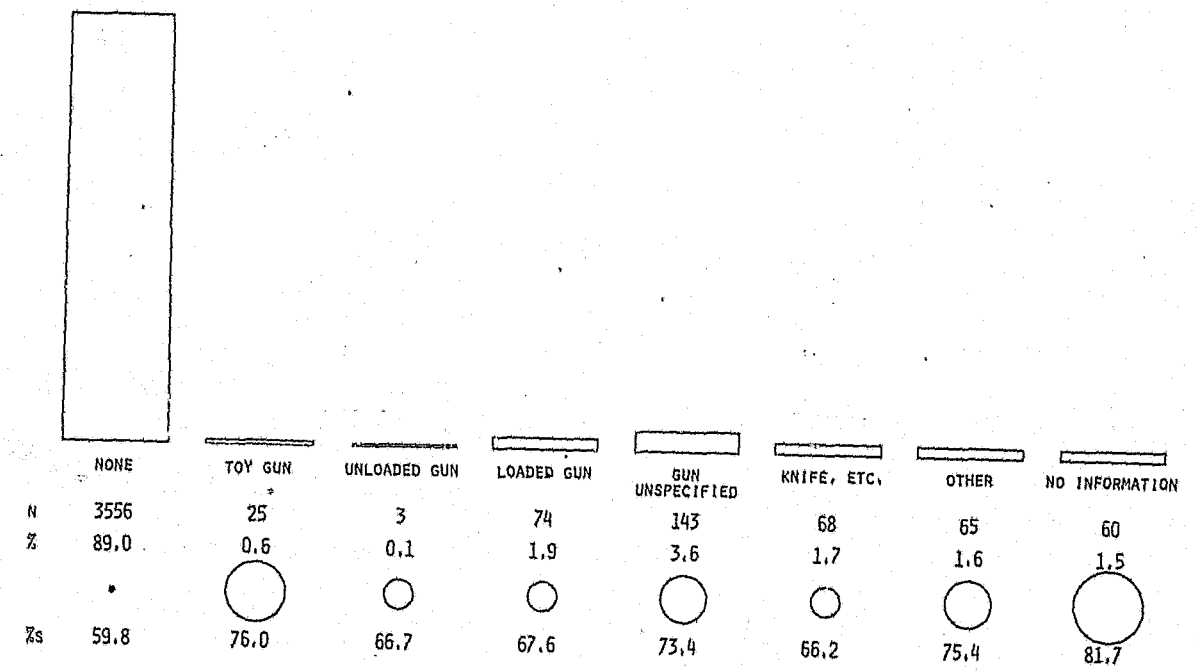 NONE TOY GUN UNLOADED GUN LOADED GUN GUN UNSPECIFIED KNIFE, ETC. OTHER NO INFORMATION
N 3556 25 3 74 143 68 65 60
% 89.0 0.6 0.1 1.9 3.6 1.7 1.6 1.5
%s 59.8 76.0 66.7 67.6 73.4 66.2 75.4 81.7